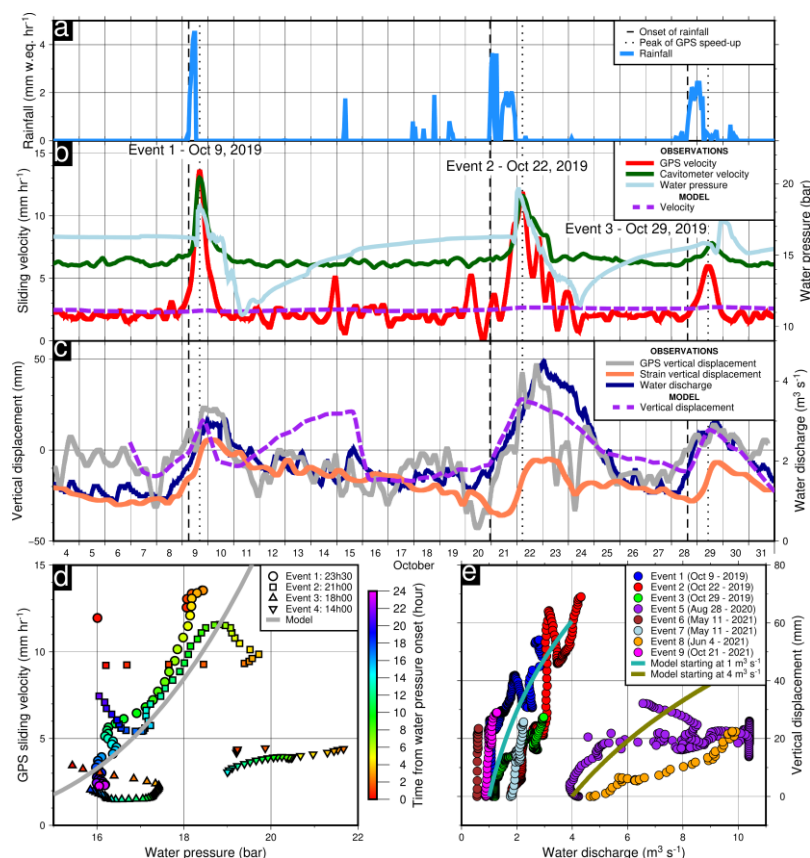 a
Rainfall (mm w.eq. hr⁻¹)
4
2
0
Onset of rainfall
Peak of GPS speed-up
Rainfall
b
Event 1 - Oct 9, 2019
Event 2 - Oct 22, 2019
Event 3 - Oct 29, 2019
OBSERVATIONS
GPS velocity
Cavitometer velocity
Water pressure
MODEL
Velocity
Sliding velocity (mm hr⁻¹)
15
10
5
0
Water pressure (bar)
20
15
10
c
OBSERVATIONS
GPS vertical displacement
Strain vertical displacement
Water discharge
MODEL
Vertical displacement
Vertical displacement (mm)
50
0
−50
Water discharge (m³ s⁻¹)
4
2
0
4 5 6 7 8 9 10 11 12 13 14 15 16 17 18 19 20 21 22 23 24 25 26 27 28 29 30 31
October
d
Event 1: 23h30
Event 2: 21h00
Event 3: 18h00
Event 4: 14h00
Model
GPS sliding velocity (mm hr⁻¹)
15
10
5
0
16 18 20 22
Water pressure (bar)
24
22
20
18
16
14
12
10
8
6
4
2
0
Time from water pressure onset (hour)
e
Event 1 (Oct 9 - 2019)
Event 2 (Oct 22 - 2019)
Event 3 (Oct 29 - 2019)
Event 5 (Aug 28 - 2020)
Event 6 (May 11 - 2021)
Event 7 (May 11 - 2021)
Event 8 (Jun 4 - 2021)
Event 9 (Oct 21 - 2021)
Model starting at 1 m³ s⁻¹
Model starting at 4 m³ s⁻¹
80
60
40
20
0
Vertical displacement (mm)
0 1 2 3 4 5 6 7 8 9 10 11
Water discharge (m³ s⁻¹)